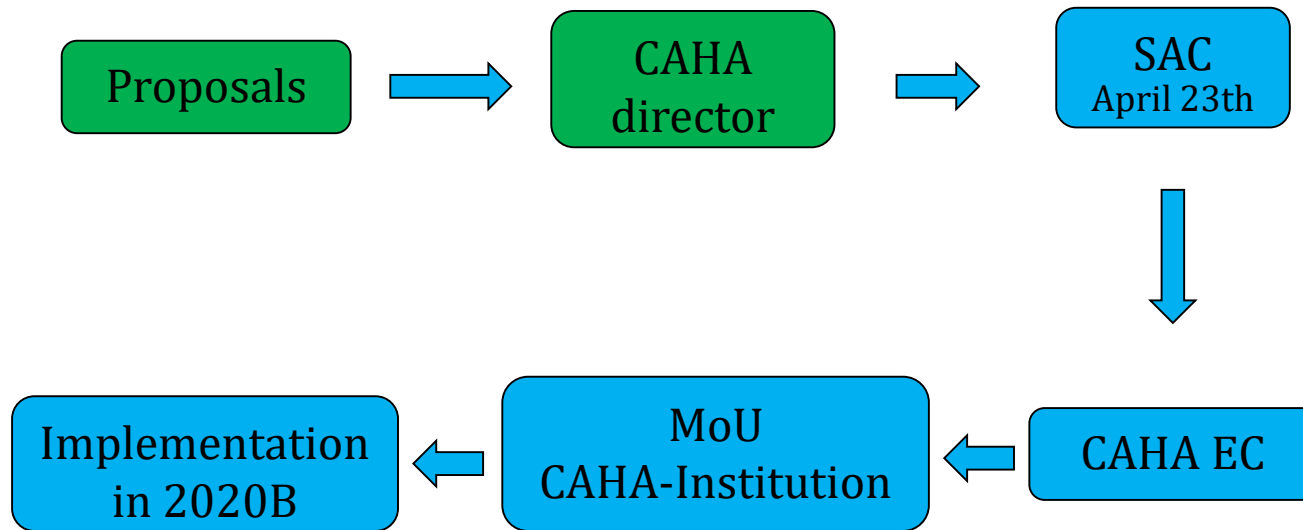 Proposals
CAHA
director
SAC
April 23th
CAHA EC
MoU
CAHA-Institution
Implementation
in 2020B